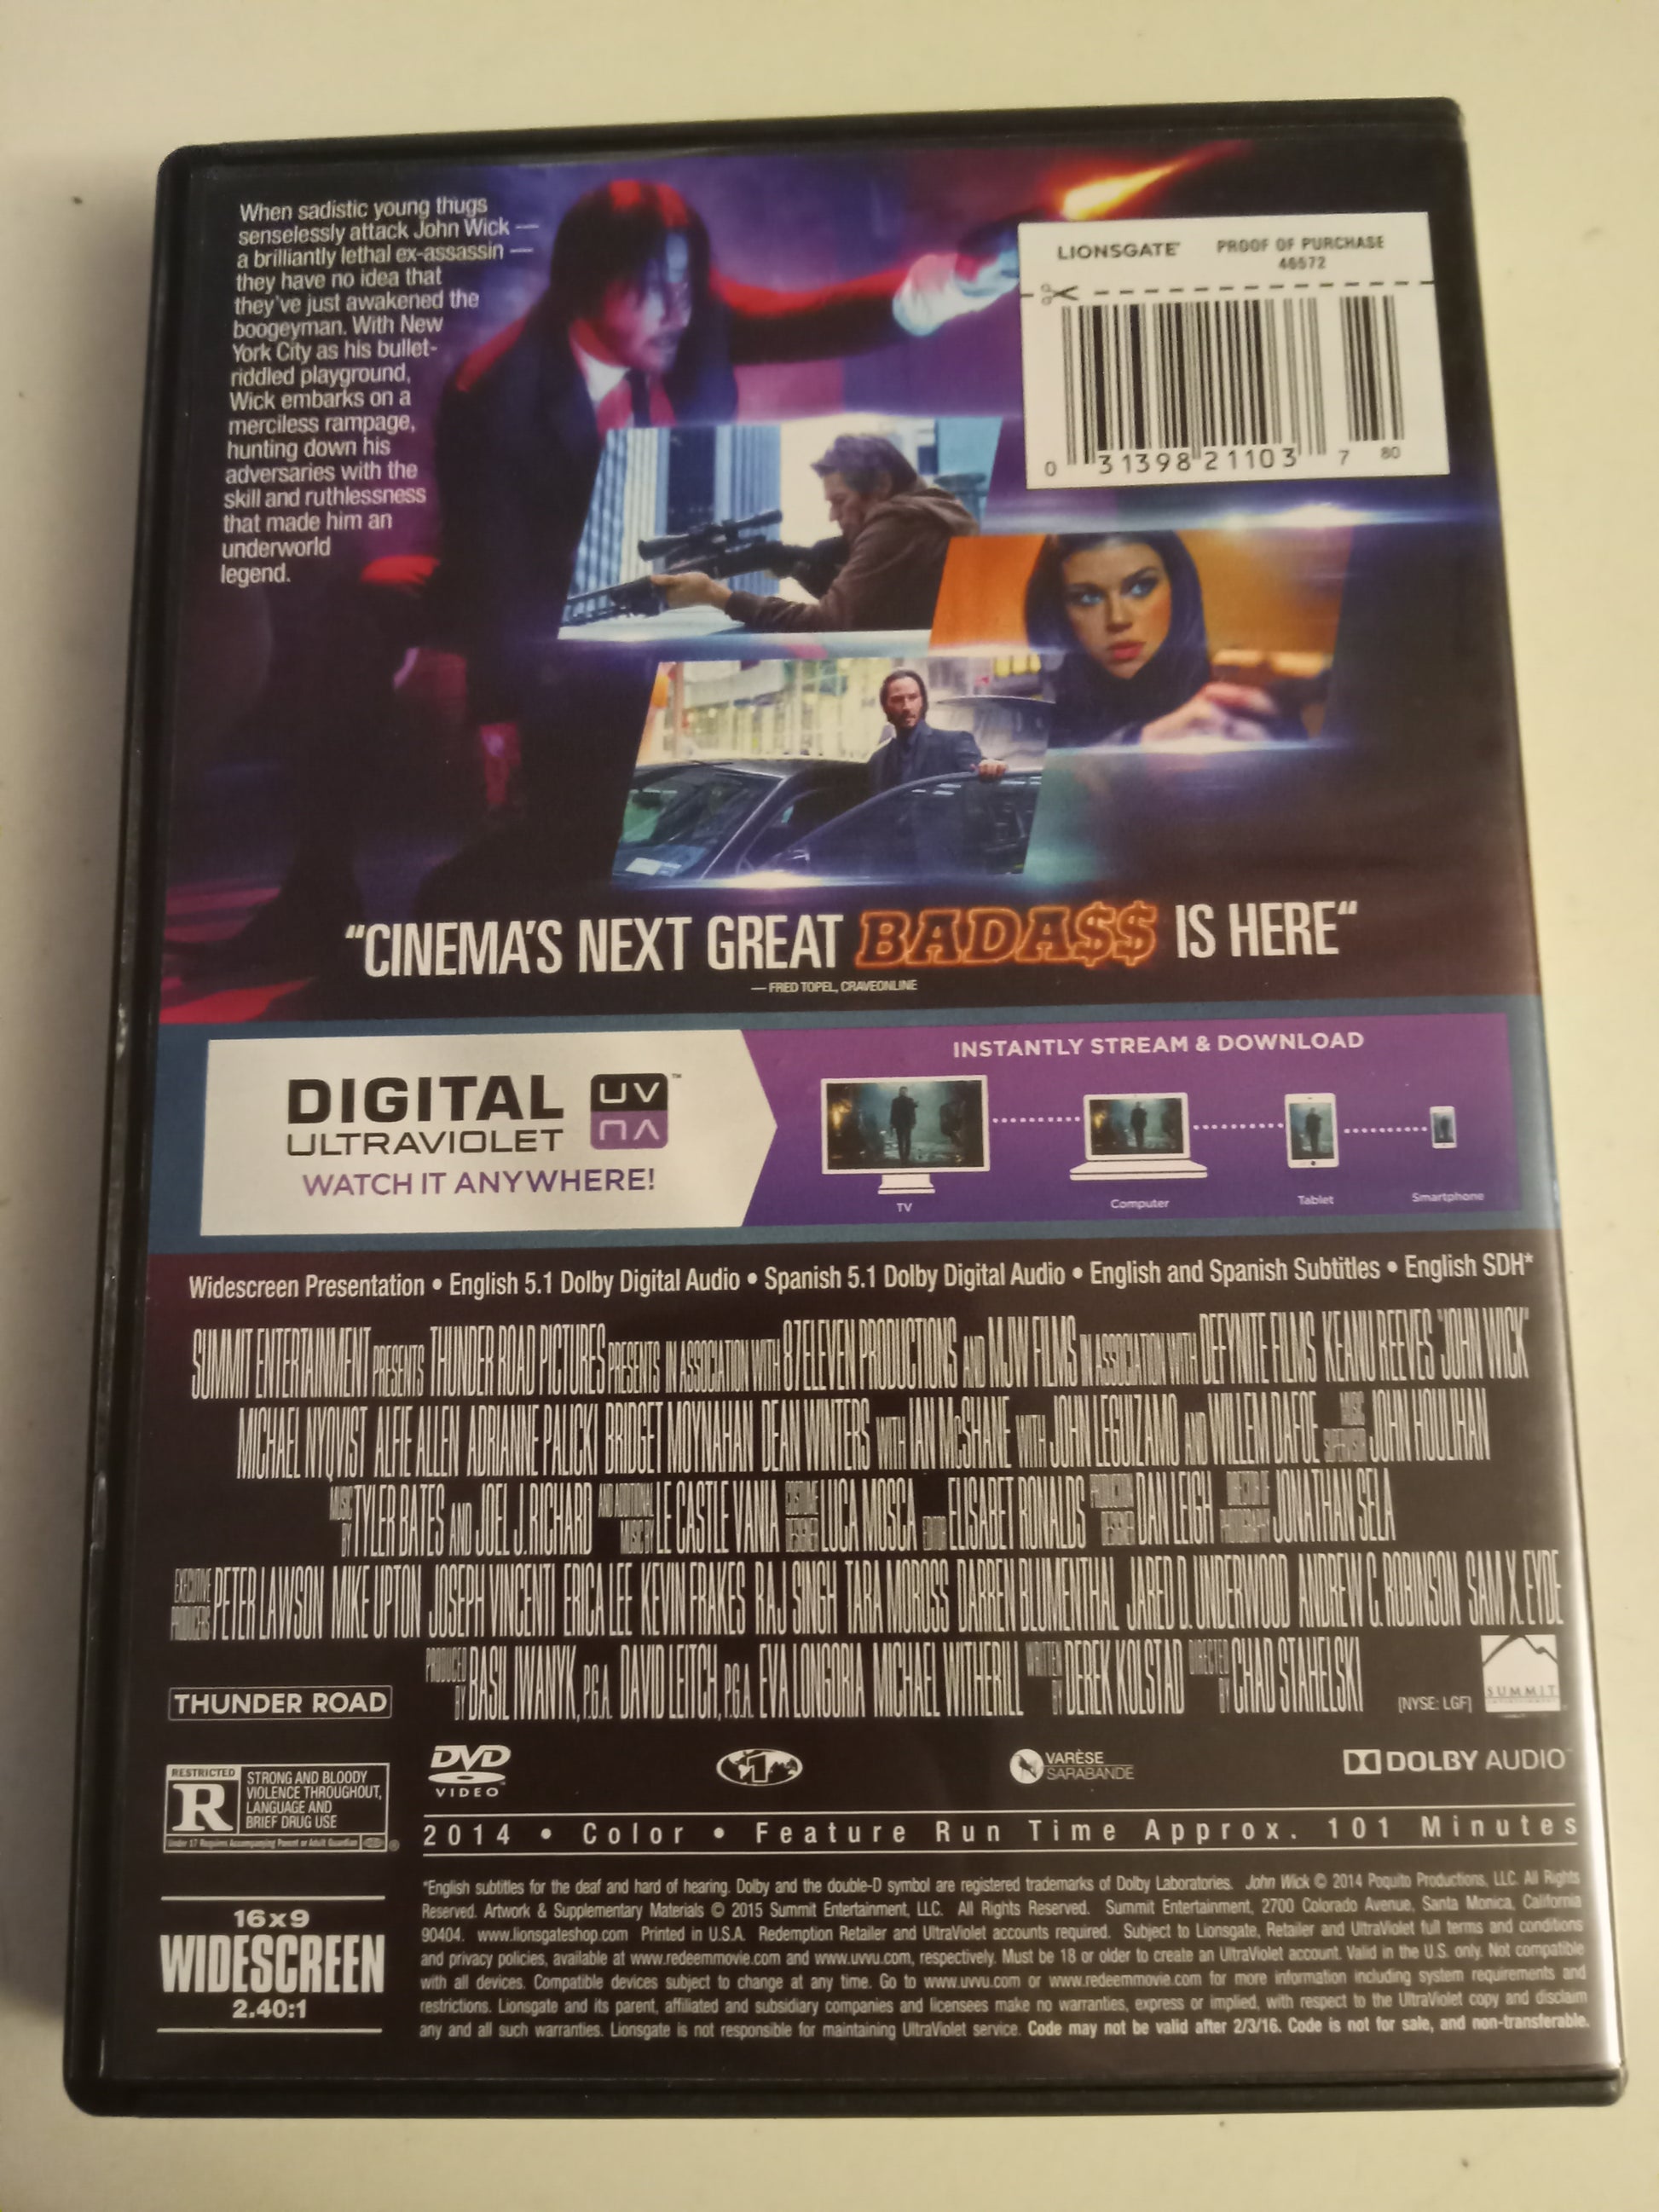 When sadistic young thugs
senselessly attack John Wick —
a brilliantly lethal ex-assassin —
they have no idea that
they've just awakened the
boogeyman. With New
York City as his bullet-
riddled playground,
Wick embarks on a
merciless rampage,
hunting down his
adversaries with the
skill and ruthlessness
that made him an
underworld
legend.
LIONSGATE PROOF OF PURCHASE
46572
0 31398 21103 7 80
"CINEMA'S NEXT GREAT BADA$$ IS HERE"
— FRED TOPEL, CRAVEONLINE
DIGITAL
ULTRAVIOLET
UV
UV
™
WATCH IT ANYWHERE!
INSTANTLY STREAM & DOWNLOAD
TV Computer Tablet Smartphone
Widescreen Presentation • English 5.1 Dolby Digital Audio • Spanish 5.1 Dolby Digital Audio • English and Spanish Subtitles • English SDH*
SUMMIT ENTERTAINMENT PRESENTS THUNDER ROAD PICTURES PRESENTS IN ASSOCIATION WITH 87ELEVEN PRODUCTIONS AND MJW FILMS IN ASSOCIATION WITH DEFYNITE FILMS KEANU REEVES "JOHN WICK"
MICHAEL NYQVIST ALFIE ALLEN ADRIANNE PALICKI BRIDGET MOYNAHAN DEAN WINTERS WITH IAN McSHANE WITH JOHN LEGUIZAMO AND WILLEM DAFOE MUSIC SUPERVISOR JOHN HOULIHAN
MUSIC BY TYLER BATES AND JOEL J. RICHARD AND ADDITIONAL MUSIC BY LE CASTLE VANIA COSTUME DESIGNER LUCA MOSCA EDITOR ELISABET RONALDS PRODUCTION DESIGNER DAN LEIGH DIRECTOR OF PHOTOGRAPHY JONATHAN SELA
EXECUTIVE PRODUCERS PETER LAWSON MIKE UPTON JOSEPH VINCENTI ERICA LEE KEVIN FRAKES RAJ SINGH TARA MOROSS DARREN BLUMENTHAL JARED D. UNDERWOOD ANDREW C. ROBINSON SAM X. EYDE
PRODUCED BY BASIL IWANYK, P.G.A. DAVID LEITCH, P.G.A. EVA LONGORIA MICHAEL WITHERILL WRITTEN BY DEREK KOLSTAD DIRECTED BY CHAD STAHELSKI
THUNDER ROAD
[NYSE: LGF]
SUMMIT
ENTERTAINMENT
RESTRICTED
R
STRONG AND BLOODY
VIOLENCE THROUGHOUT,
LANGUAGE AND
BRIEF DRUG USE
Under 17 Requires Accompanying Parent or Adult Guardian ®
DVD
VIDEO™
1
VARÈSE
SARABANDE
DOLBY AUDIO™
2014 • Color • Feature Run Time Approx. 101 Minutes
16x9
WIDESCREEN
2.40:1
*English subtitles for the deaf and hard of hearing. Dolby and the double-D symbol are registered trademarks of Dolby Laboratories. John Wick © 2014 Poquito Productions, LLC. All Rights
Reserved. Artwork & Supplementary Materials © 2015 Summit Entertainment, LLC. All Rights Reserved. Summit Entertainment, 2700 Colorado Avenue, Santa Monica, California
90404. www.lionsgateshop.com Printed in U.S.A. Redemption Retailer and UltraViolet accounts required. Subject to Lionsgate, Retailer and UltraViolet full terms and conditions
and privacy policies, available at www.redeemmovie.com and www.uvvu.com, respectively. Must be 18 or older to create an UltraViolet account. Valid in the U.S. only. Not compatible
with all devices. Compatible devices subject to change at any time. Go to www.uvvu.com or www.redeemmovie.com for more information including system requirements and
restrictions. Lionsgate and its parent, affiliated and subsidiary companies and licensees make no warranties, express or implied, with respect to the UltraViolet copy and disclaim
any and all such warranties. Lionsgate is not responsible for maintaining UltraViolet service. Code may not be valid after 2/3/16. Code is not for sale, and non-transferable.